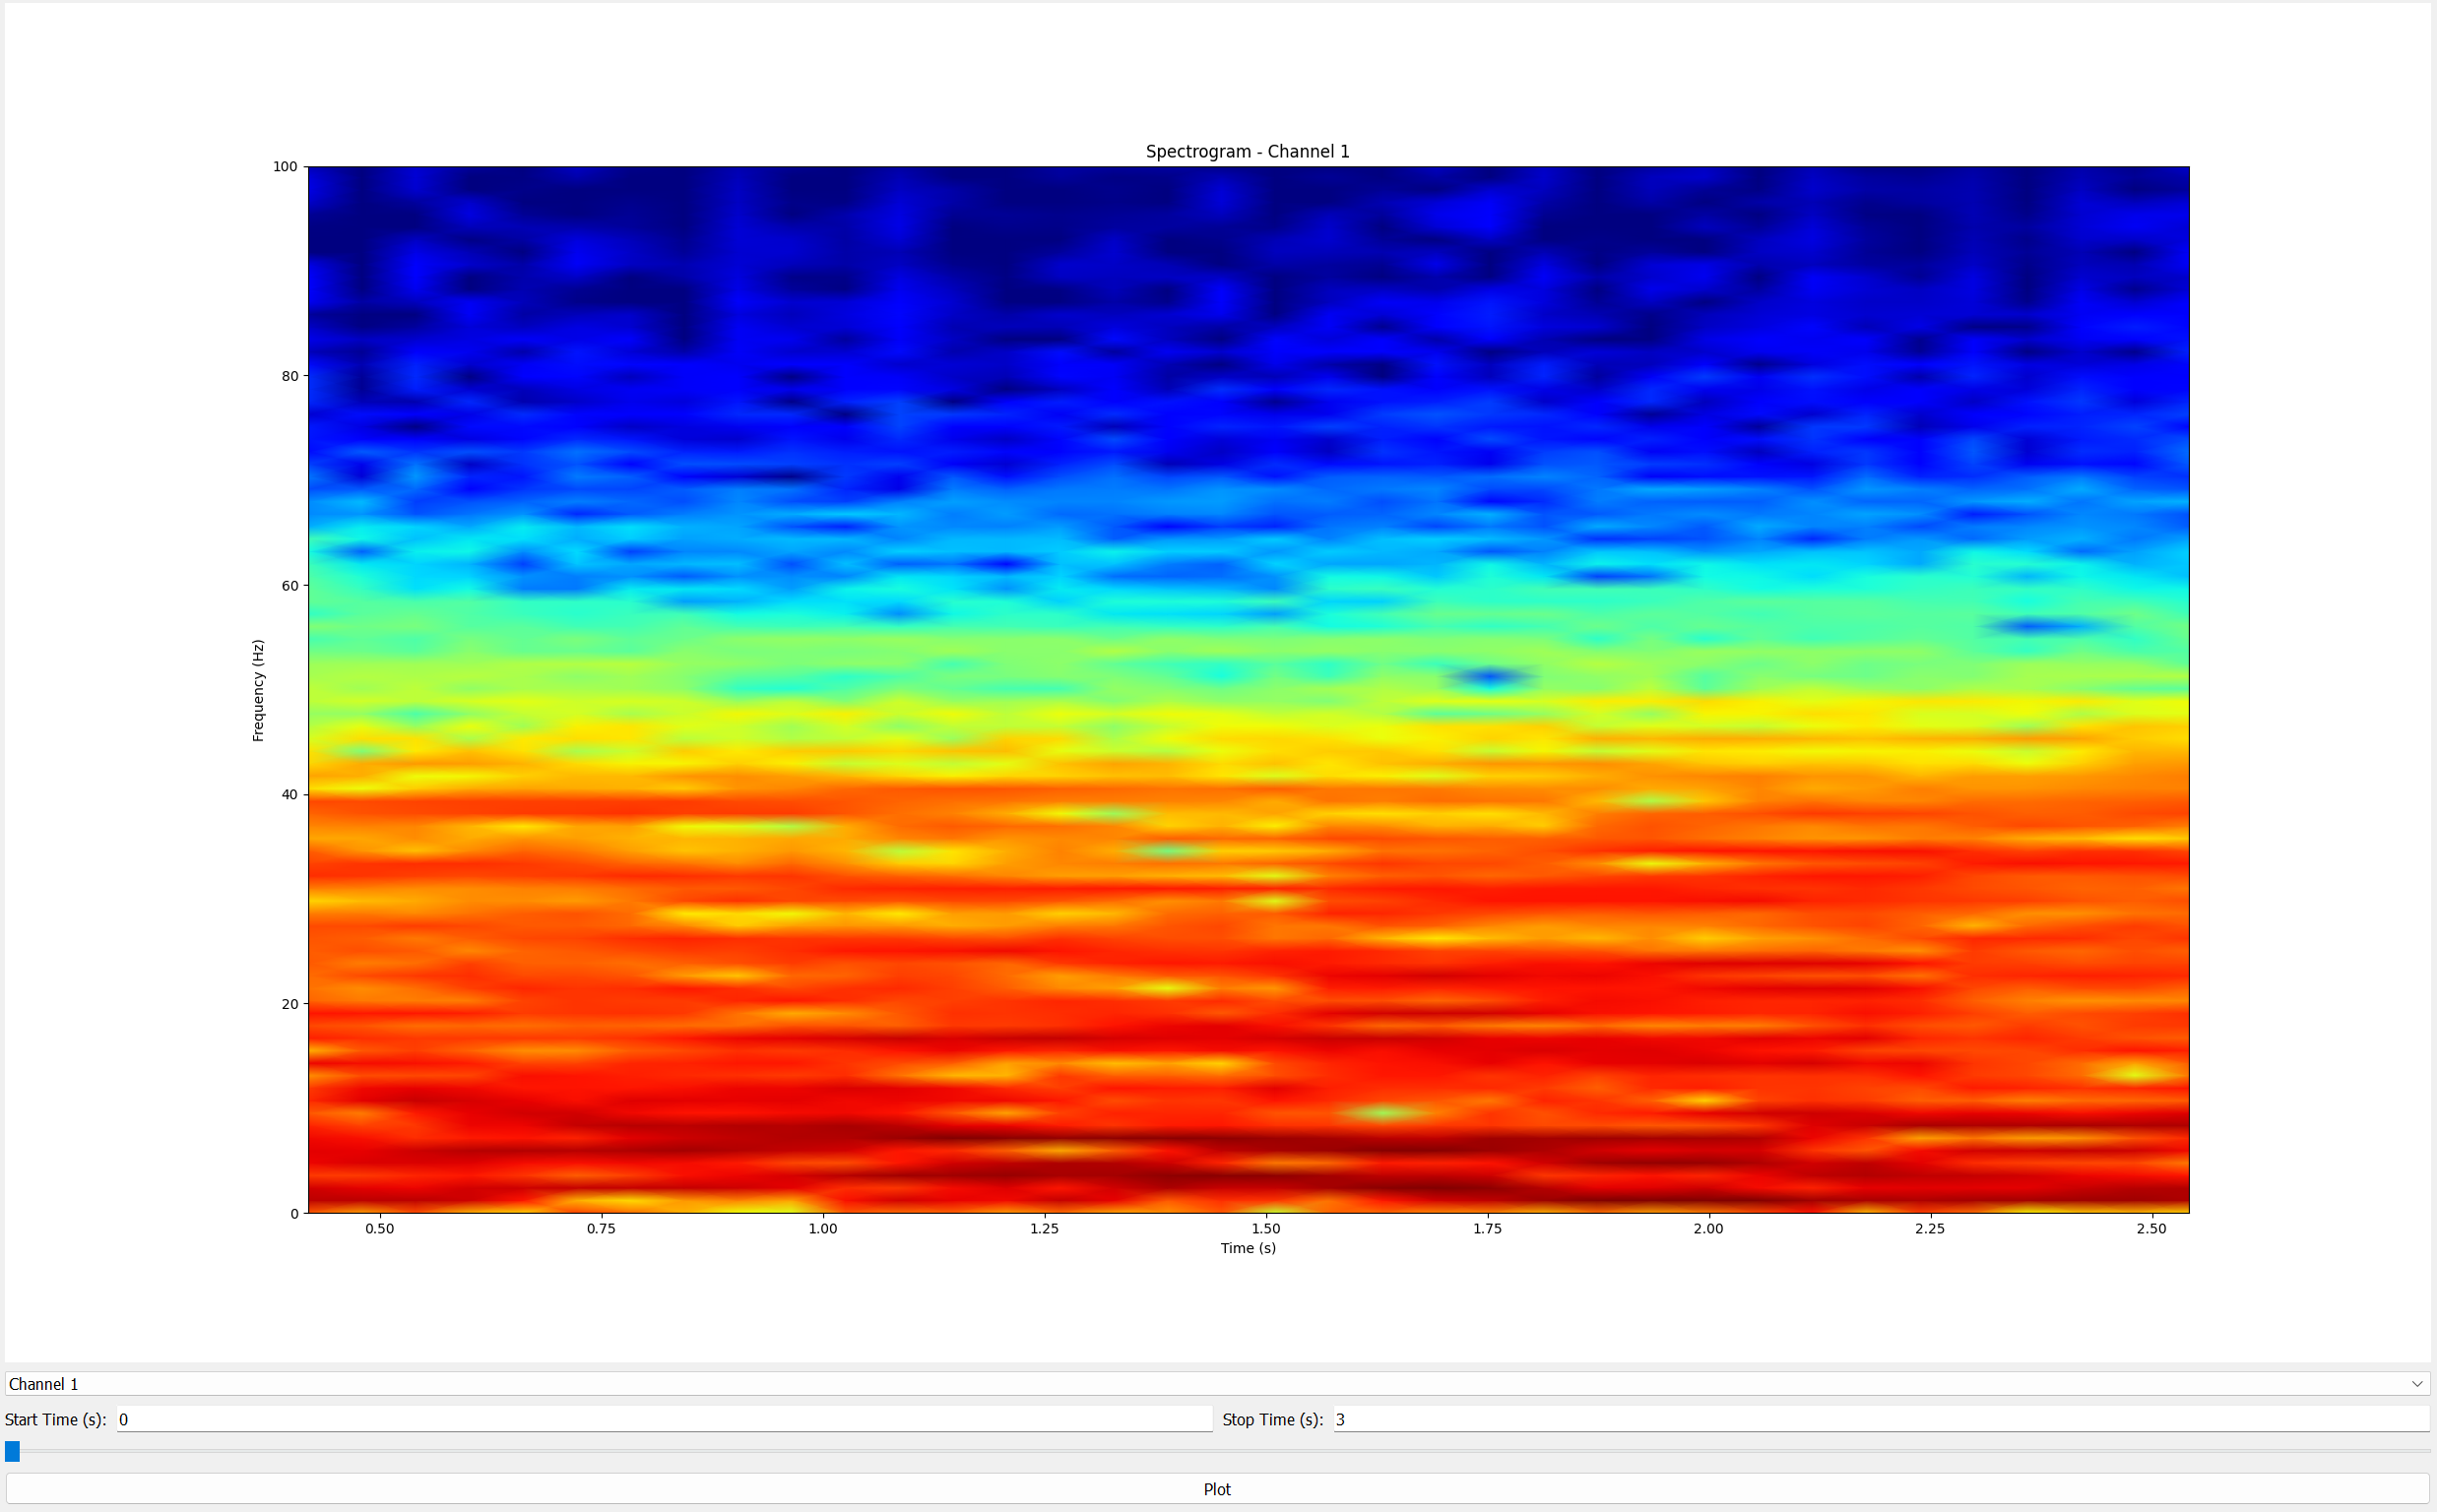 Spectrogram - Channel 1
100
80
60
40
20
0
Frequency (Hz)
0.50 0.75 1.00 1.25 1.50 1.75 2.00 2.25 2.50
Time (s)
Channel 1
Start Time (s): 0 Stop Time (s): 3
Plot